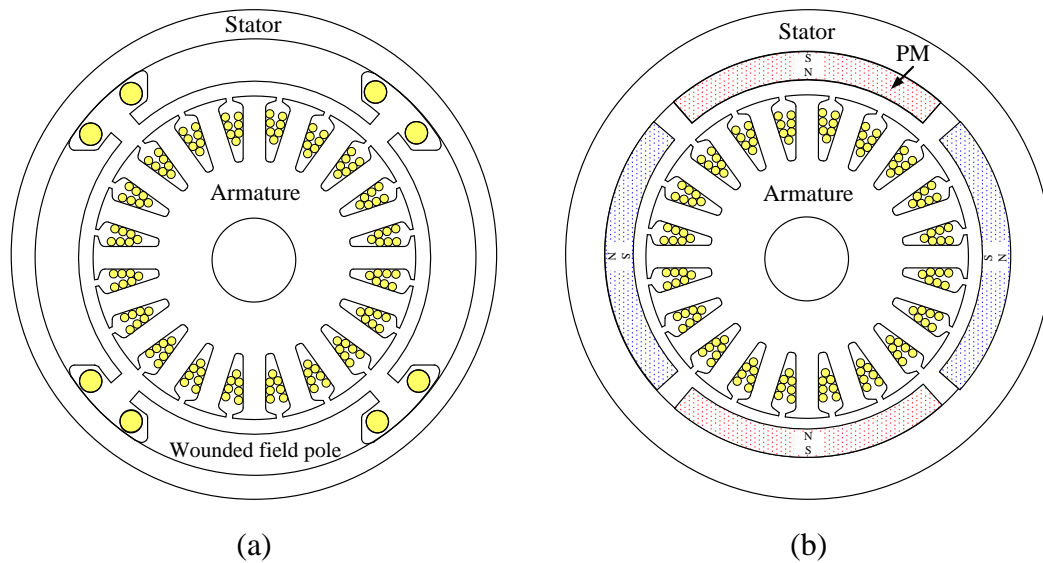 Stator
Armature
Wounded field pole
(a)
Stator
PM
S
N
Armature
N S
S N
N
S
(b)